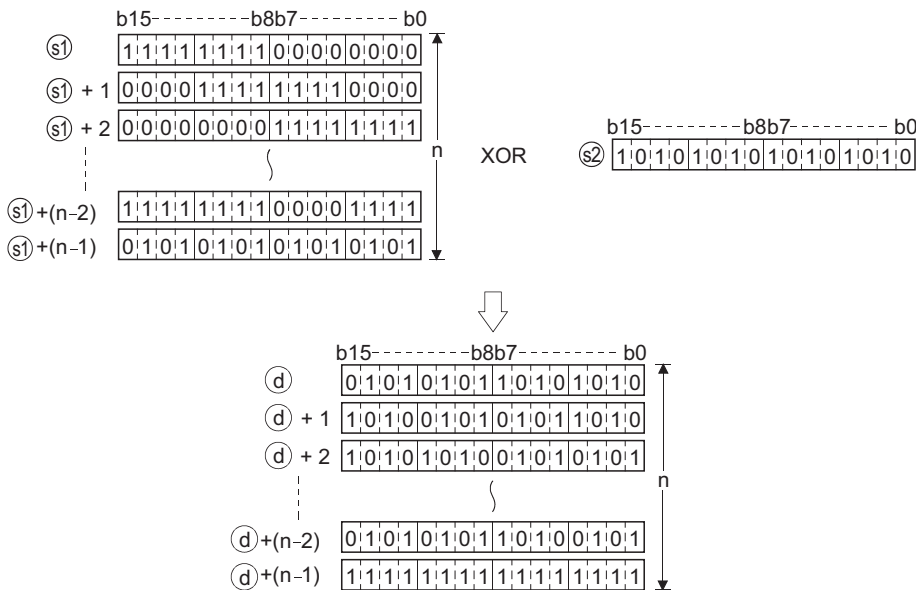 b15 b8b7 b0
s1 1111111100000000
s1 + 1 0000111111110000
s1 + 2 0000000011111111
n
XOR
b15 b8b7 b0
s2 1010101010101010
s1 +(n-2) 1111111100001111
s1 +(n-1) 0101010101010101
b15 b8b7 b0
d 0101010110101010
d + 1 1010010101011010
d + 2 1010101001010101
n
d +(n-2) 0101010110100101
d +(n-1) 1111111111111111